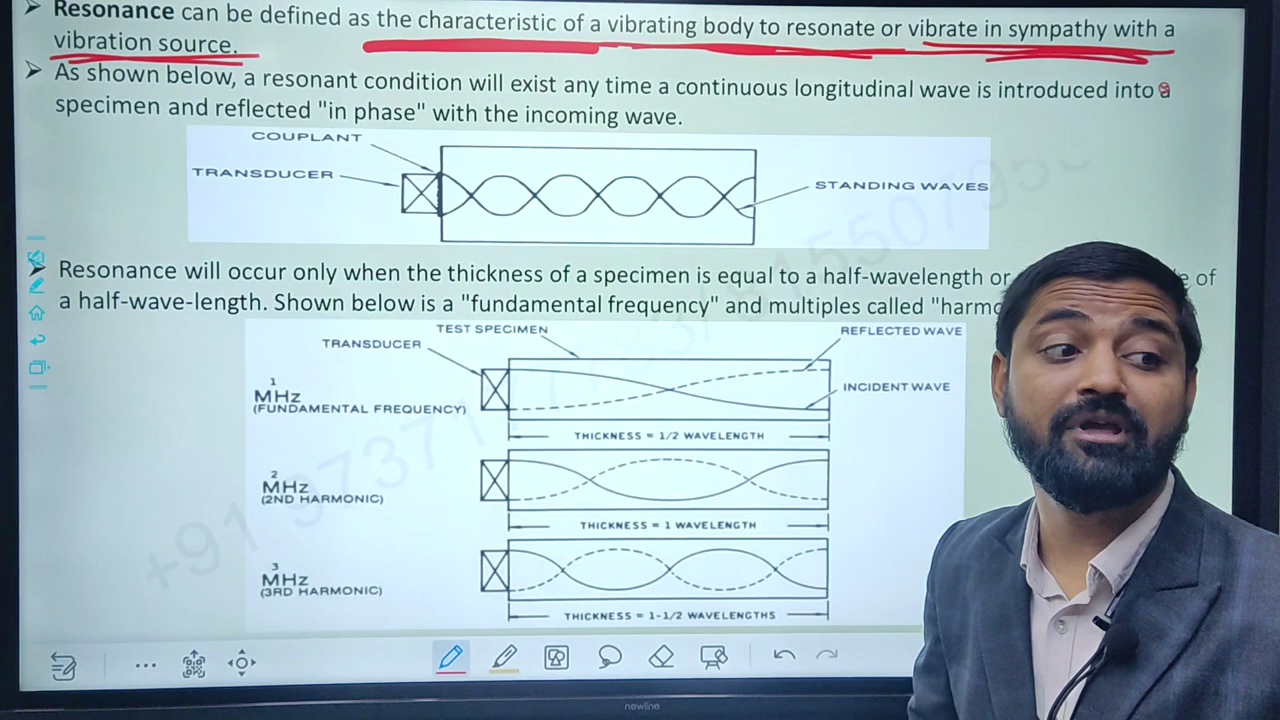 Resonance can be defined as the characteristic of a vibrating body to resonate or vibrate in sympathy with a
vibration source.
As shown below, a resonant condition will exist any time a continuous longitudinal wave is introduced into a
specimen and reflected "in phase" with the incoming wave.
COUPLANT
TRANSDUCER
STANDING WAVES
Resonance will occur only when the thickness of a specimen is equal to a half-wavelength or of
a half-wave-length. Shown below is a "fundamental frequency" and multiples called
TEST SPECIMEN
REFLECTED WAVE
TRANSDUCER
1
MHz
(FUNDAMENTAL FREQUENCY)
INCIDENT WAVE
THICKNESS = 1/2 WAVELENGTH
2
MHz
(2ND HARMONIC)
THICKNESS = 1 WAVELENGTH
3
MHz
(3RD HARMONIC)
THICKNESS = 1-1/2 WAVELENGTHS
newline